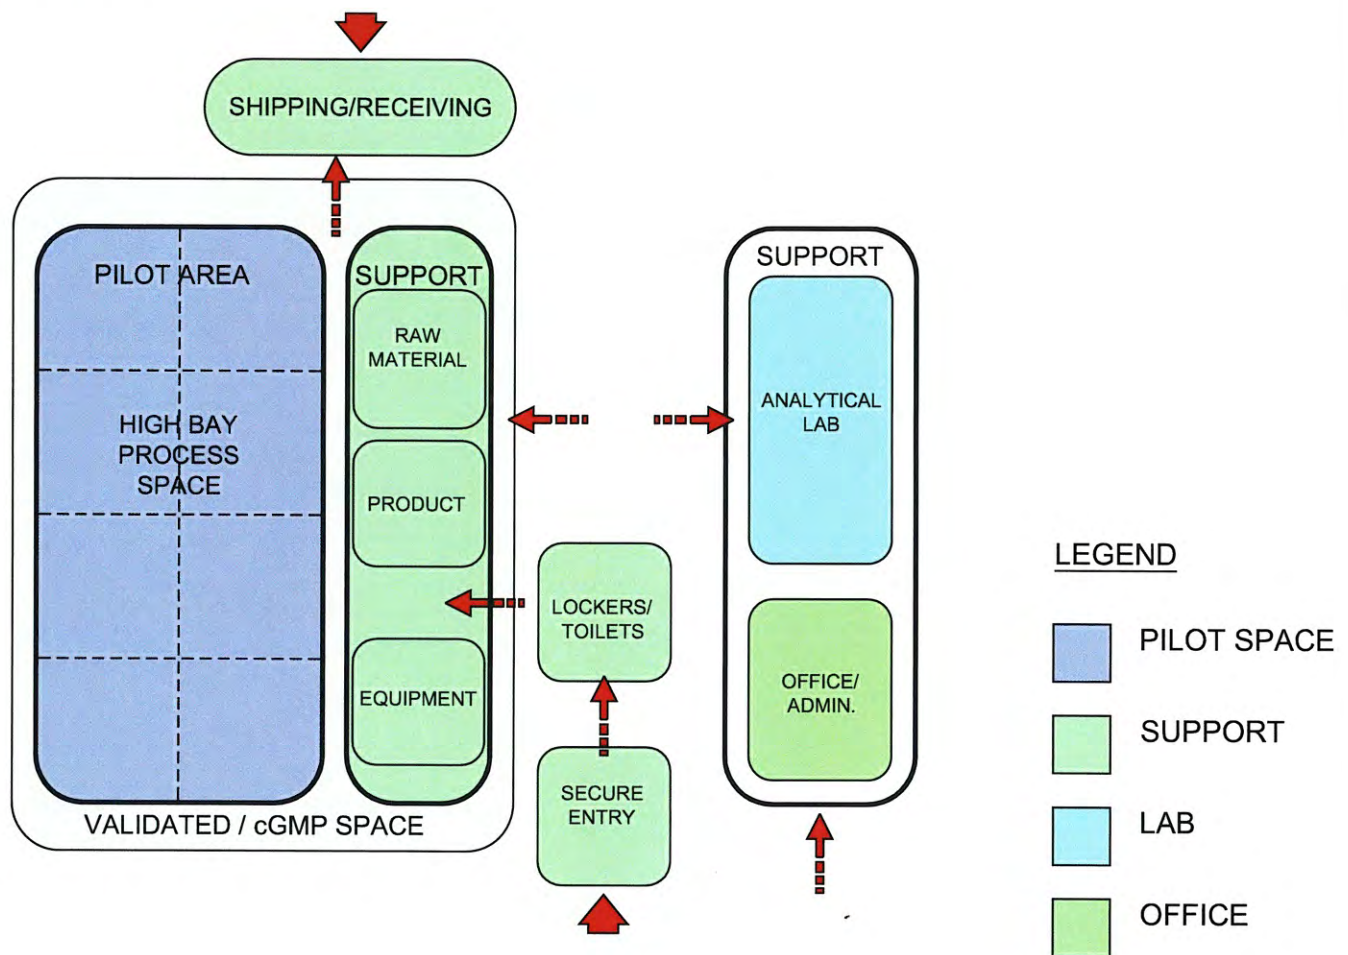 SHIPPING/RECEIVING
PILOT AREA
HIGH BAY
PROCESS
SPACE
SUPPORT
RAW
MATERIAL
PRODUCT
EQUIPMENT
VALIDATED / cGMP SPACE
LOCKERS/
TOILETS
SECURE
ENTRY
SUPPORT
ANALYTICAL
LAB
OFFICE/
ADMIN.
LEGEND
PILOT SPACE
SUPPORT
LAB
OFFICE